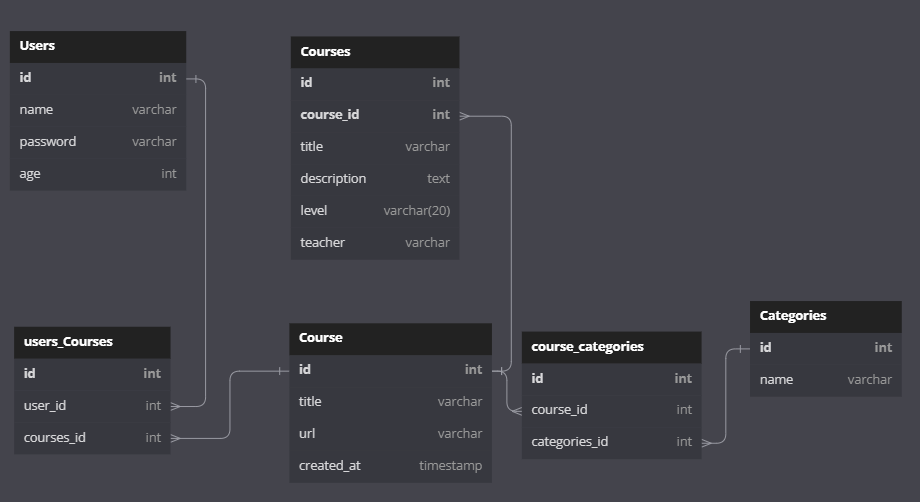 Users
id int
name varchar
password varchar
age int
Courses
id int
course_id int
title varchar
description text
level varchar(20)
teacher varchar
users_Courses
id int
user_id int
courses_id int
Course
id int
title varchar
url varchar
created_at timestamp
course_categories
id int
course_id int
categories_id int
Categories
id int
name varchar